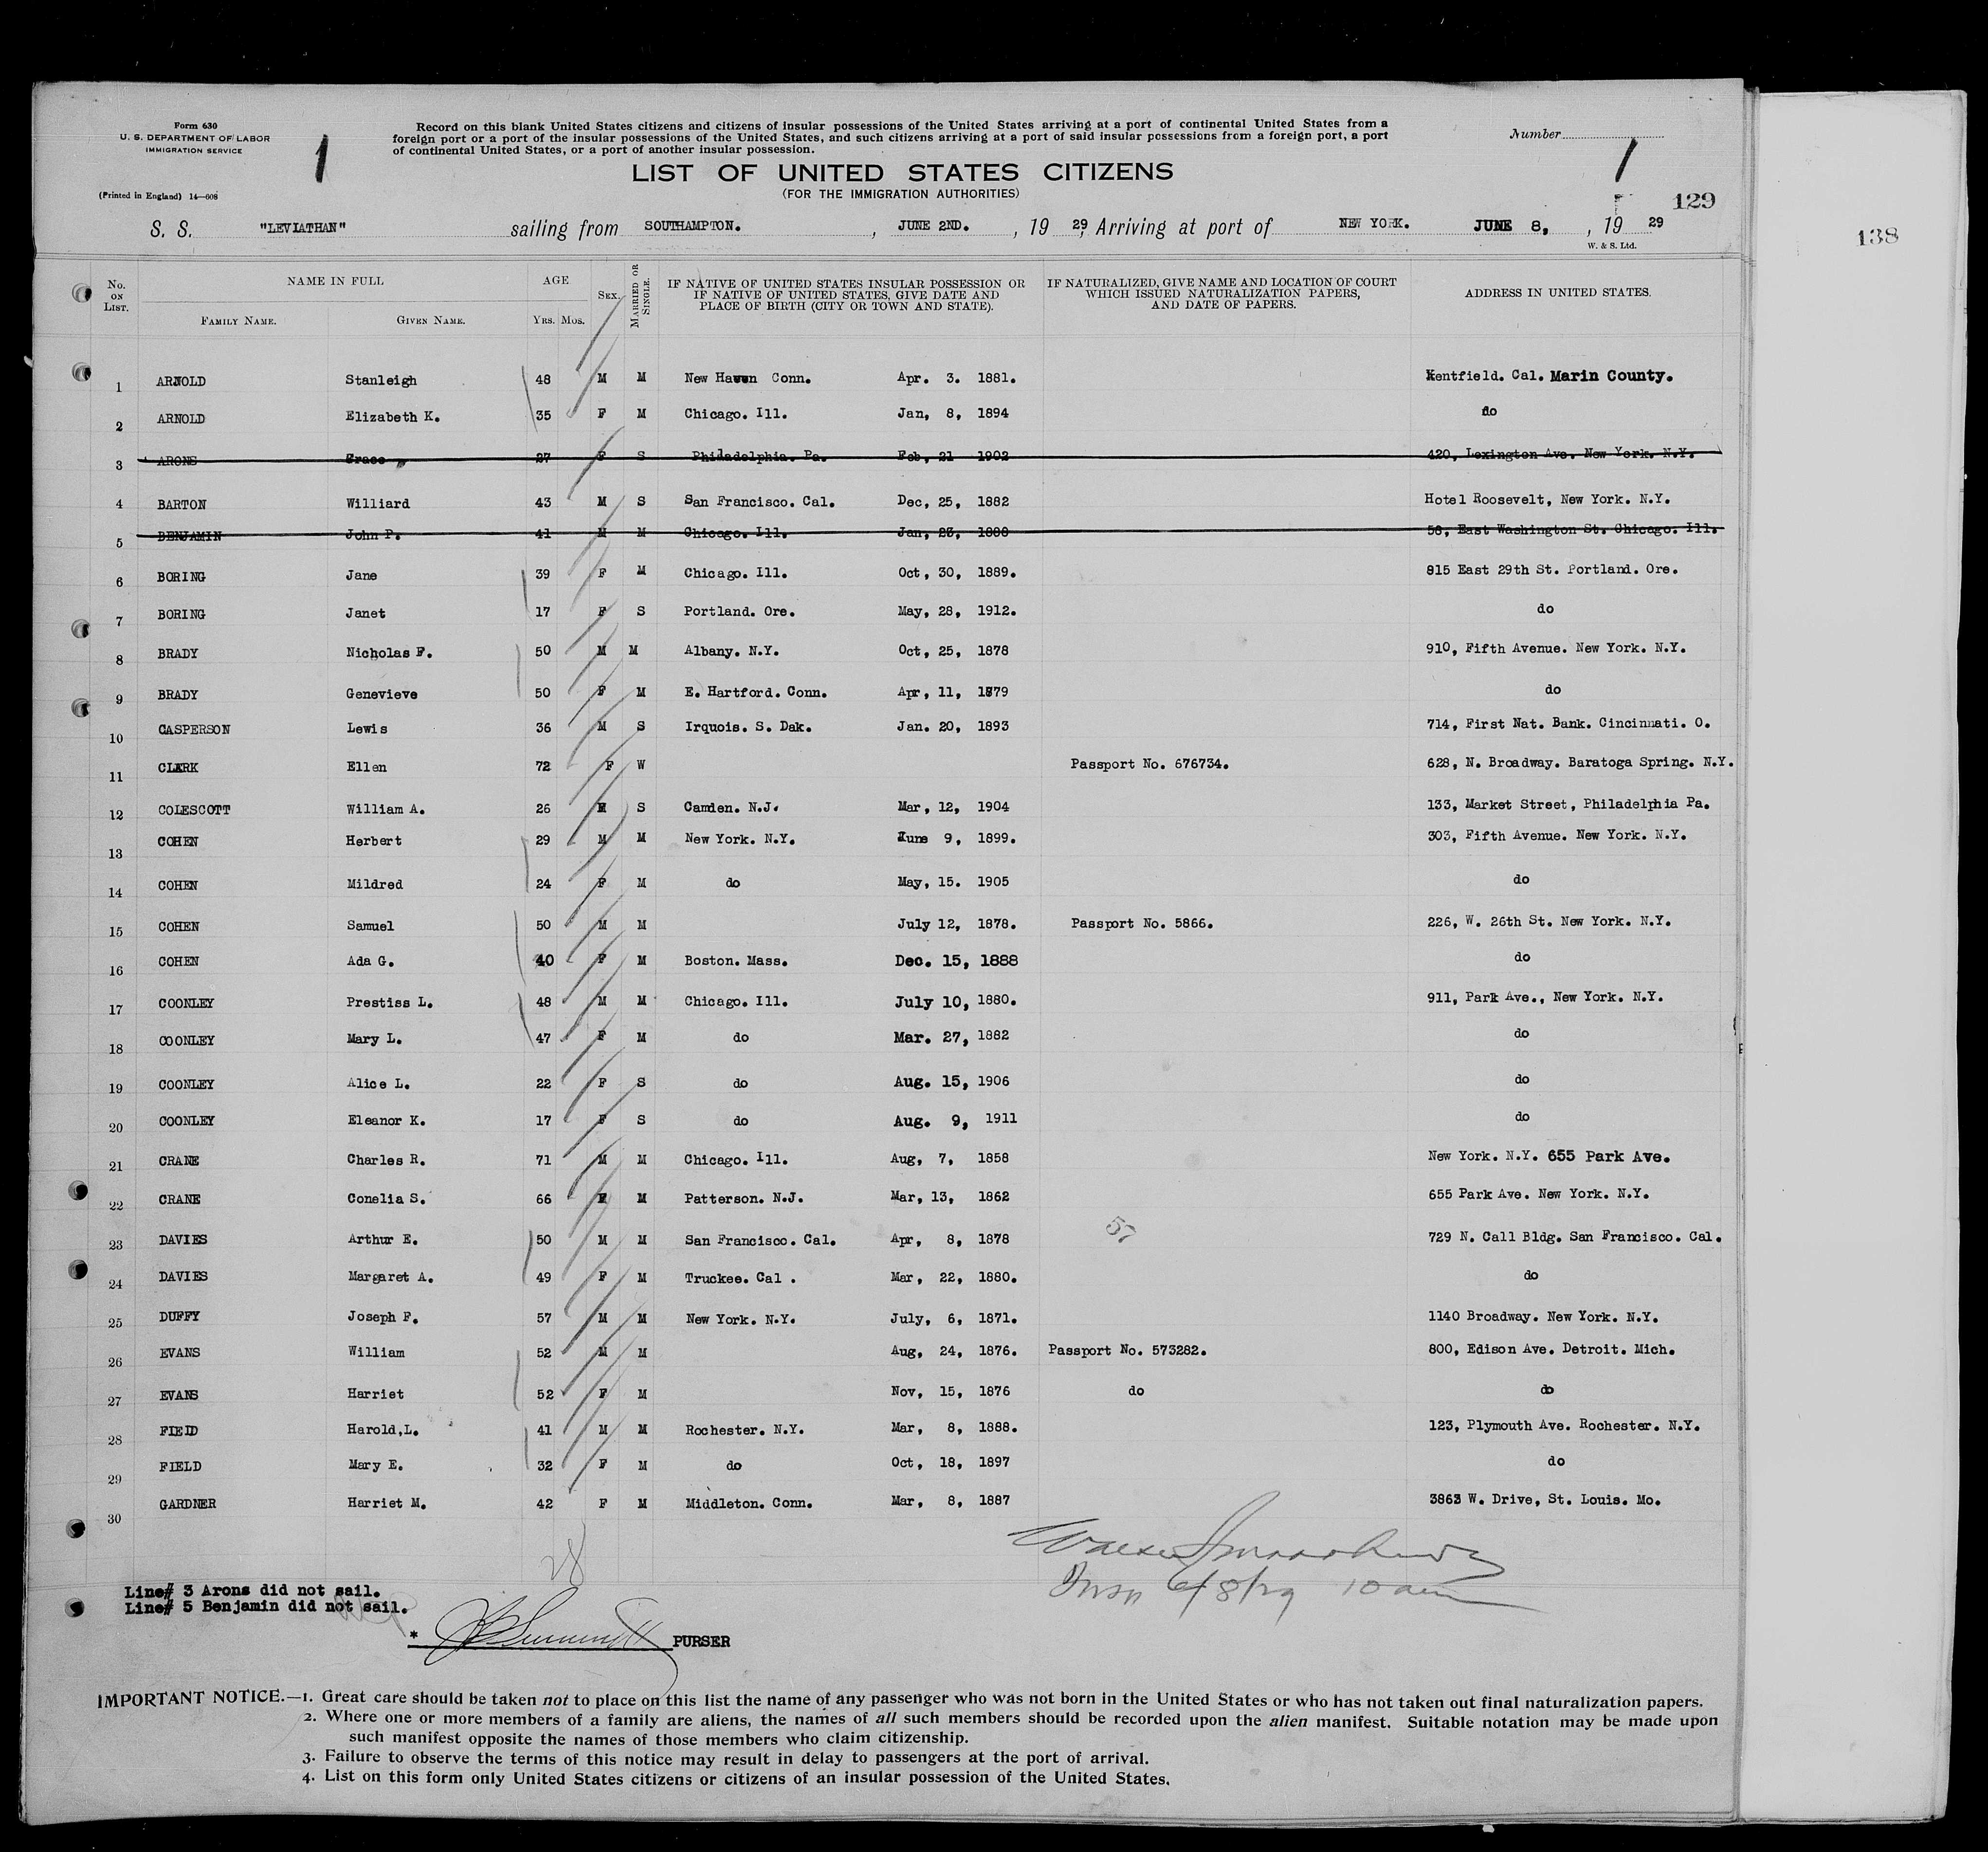 Form 630
U. S. DEPARTMENT OF LABOR
IMMIGRATION SERVICE
(Printed in England) 14—608
1
Record on this blank United States citizens and citizens of insular possessions of the United States arriving at a port of continental United States from a
foreign port or a port of the insular possessions of the United States, and such citizens arriving at a port of said insular possessions from a foreign port, a port
of continental United States, or a port of another insular possession.
Number
1
LIST OF UNITED STATES CITIZENS
(FOR THE IMMIGRATION AUTHORITIES)
129
138
S. S. "LEVIATHAN" sailing from SOUTHAMPTON. , JUNE 2ND. , 19 29, Arriving at port of NEW YORK. JUNE 8, , 19 29
W. & S. Ltd.
No. ON LIST. NAME IN FULL FAMILY NAME. GIVEN NAME. AGE YRS. MOS. SEX. MARRIED OR SINGLE. IF NATIVE OF UNITED STATES INSULAR POSSESSION OR IF NATIVE OF UNITED STATES, GIVE DATE AND PLACE OF BIRTH (CITY OR TOWN AND STATE). IF NATURALIZED, GIVE NAME AND LOCATION OF COURT WHICH ISSUED NATURALIZATION PAPERS, AND DATE OF PAPERS. ADDRESS IN UNITED STATES.
1 ARNOLD Stanleigh 48 M M New Haven Conn. Apr. 3. 1881. Kentfield. Cal. Marin County.
2 ARNOLD Elizabeth K. 35 F M Chicago. Ill. Jan, 8, 1894 do
3 ARONS Grace 27 F S Philadelphia. Pa. Feb, 21 1902 420, Lexington Ave. New York. N.Y.
4 BARTON Williard 43 M S San Francisco. Cal. Dec, 25, 1882 Hotel Roosevelt, New York. N.Y.
5 BENJAMIN John P. 41 M M Chicago. Ill. Jan, 23, 1888 58, East Washington St. Chicago. Ill.
6 BORING Jane 39 F M Chicago. Ill. Oct, 30, 1889. 815 East 29th St. Portland. Ore.
7 BORING Janet 17 F S Portland. Ore. May, 28, 1912. do
8 BRADY Nicholas F. 50 M M Albany. N.Y. Oct, 25, 1878 910, Fifth Avenue. New York. N.Y.
9 BRADY Genevieve 50 F M E. Hartford. Conn. Apr, 11, 1879 do
10 CASPERSON Lewis 36 M S Irquois. S. Dak. Jan. 20, 1893 714, First Nat. Bank. Cincinnati. O.
11 CLARK Ellen 72 F W Passport No. 676734. 628, N. Broadway. Baratoga Spring. N.Y.
12 COLESCOTT William A. 26 M S Camden. N.J. Mar, 12, 1904 133, Market Street, Philadelphia Pa.
13 COHEN Herbert 29 M M New York. N.Y. June 9, 1899. 303, Fifth Avenue. New York. N.Y.
14 COHEN Mildred 24 F M do May, 15. 1905 do
15 COHEN Samuel 50 M M July 12, 1878. Passport No. 5866. 226, W. 26th St. New York. N.Y.
16 COHEN Ada G. 40 F M Boston. Mass. Dec. 15, 1888 do
17 COONLEY Prestiss L. 48 M M Chicago. Ill. July 10, 1880. 911, Park Ave., New York. N.Y.
18 COONLEY Mary L. 47 F M do Mar. 27, 1882 do
19 COONLEY Alice L. 22 F S do Aug. 15, 1906 do
20 COONLEY Eleanor K. 17 F S do Aug. 9, 1911 do
21 CRANE Charles R. 71 M M Chicago. Ill. Aug, 7, 1858 New York. N.Y. 655 Park Ave.
22 CRANE Conelia S. 66 F M Patterson. N.J. Mar, 13, 1862 655 Park Ave. New York. N.Y.
57
23 DAVIES Arthur E. 50 M M San Francisco. Cal. Apr, 8, 1878 729 N. Call Bldg. San Francisco. Cal.
24 DAVIES Margaret A. 49 F M Truckee. Cal . Mar, 22, 1880. do
25 DUFFY Joseph F. 57 M M New York. N.Y. July, 6, 1871. 1140 Broadway. New York. N.Y.
26 EVANS William 52 M M Aug, 24, 1876. Passport No. 573282. 800, Edison Ave. Detroit. Mich.
27 EVANS Harriet 52 F M Nov, 15, 1876 do do
28 FIELD Harold,L. 41 M M Rochester. N.Y. Mar, 8, 1888. 123, Plymouth Ave. Rochester. N.Y.
29 FIELD Mary E. 32 F M do Oct, 18, 1897 do
30 GARDNER Harriet M. 42 F M Middleton. Conn. Mar, 8, 1887 3863 W. Drive, St. Louis. Mo.
28
Insp 6/8/29 10 am
Line# 3 Arons did not sail.
Line# 5 Benjamin did not sail.
* PURSER
IMPORTANT NOTICE.—1. Great care should be taken not to place on this list the name of any passenger who was not born in the United States or who has not taken out final naturalization papers.
2. Where one or more members of a family are aliens, the names of all such members should be recorded upon the alien manifest. Suitable notation may be made upon
such manifest opposite the names of those members who claim citizenship.
3. Failure to observe the terms of this notice may result in delay to passengers at the port of arrival.
4. List on this form only United States citizens or citizens of an insular possession of the United States.